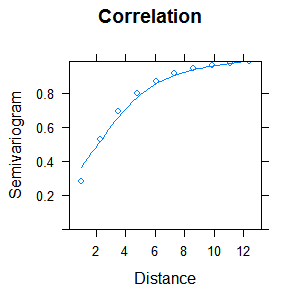 Correlation
Semivariogram
0.8
0.6
0.4
0.2
2 4 6 8 10 12
Distance